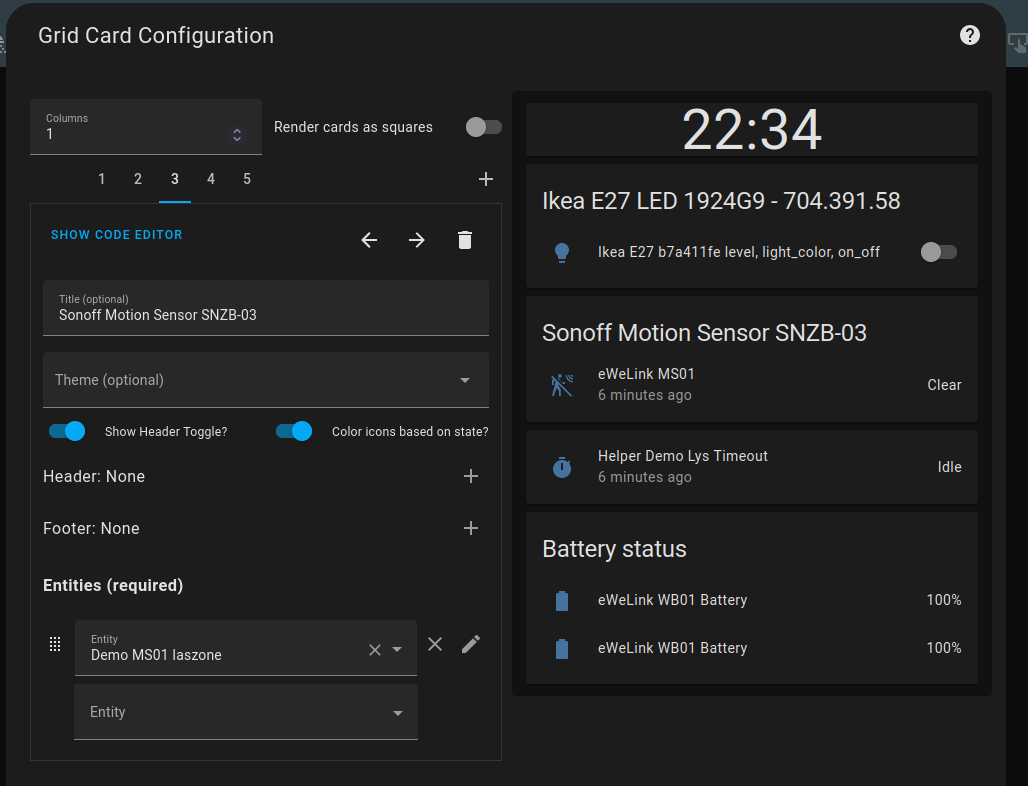 Grid Card Configuration
Columns
1
Render cards as squares
1 2 3 4 5
SHOW CODE EDITOR
Title (optional)
Sonoff Motion Sensor SNZB-03
Theme (optional)
Show Header Toggle?
Color icons based on state?
Header: None
Footer: None
Entities (required)
Entity
Demo MS01 Iaszone
Entity
22:34
Ikea E27 LED 1924G9 - 704.391.58
Ikea E27 b7a411fe level, light_color, on_off
Sonoff Motion Sensor SNZB-03
eWeLink MS01
6 minutes ago
Clear
Helper Demo Lys Timeout
6 minutes ago
Idle
Battery status
eWeLink WB01 Battery 100%
eWeLink WB01 Battery 100%